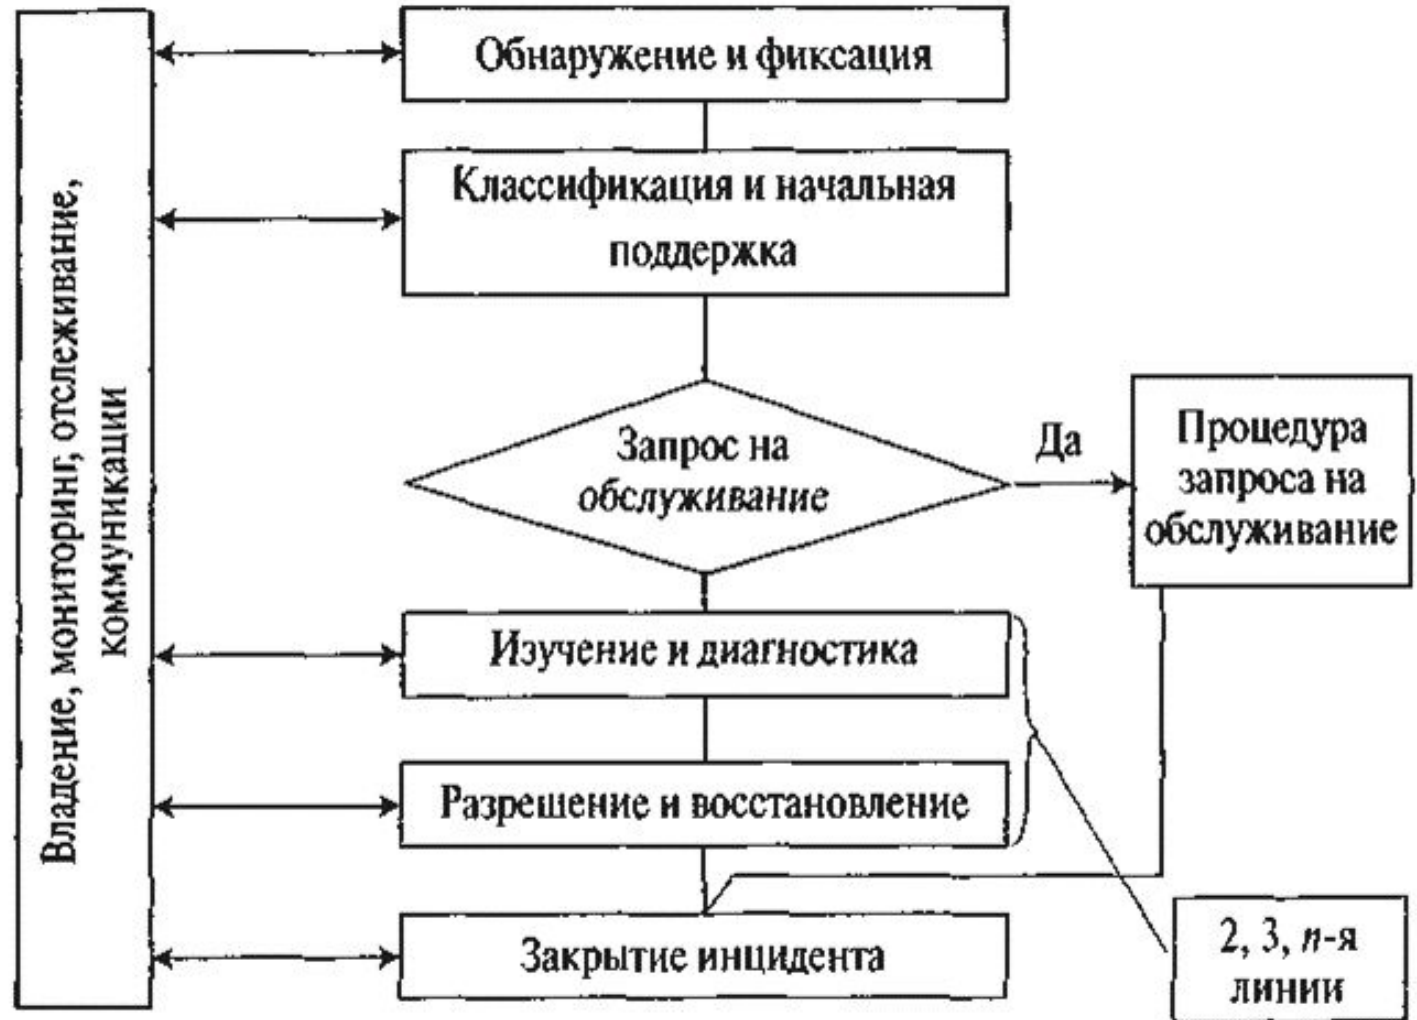 Владение, мониторинг, отслеживание,
коммуникации
Обнаружение и фиксация
Классификация и начальная
поддержка
Запрос на
обслуживание
Да
Процедура
запроса на
обслуживание
Изучение и диагностика
Разрешение и восстановление
Закрытие инцидента
2, 3, n-я
линии